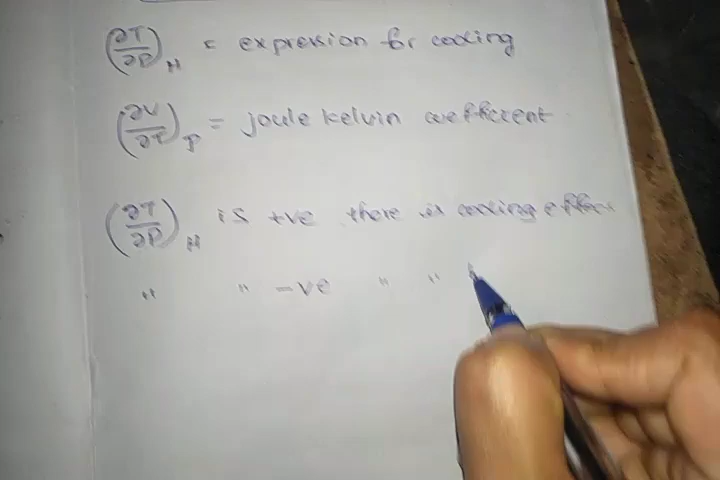 (∂T/∂P)H = expression for cooling
(∂V/∂T)P = joule kelvin coefficient
(∂T/∂P)H is +ve there is cooling effect
" " -ve " "